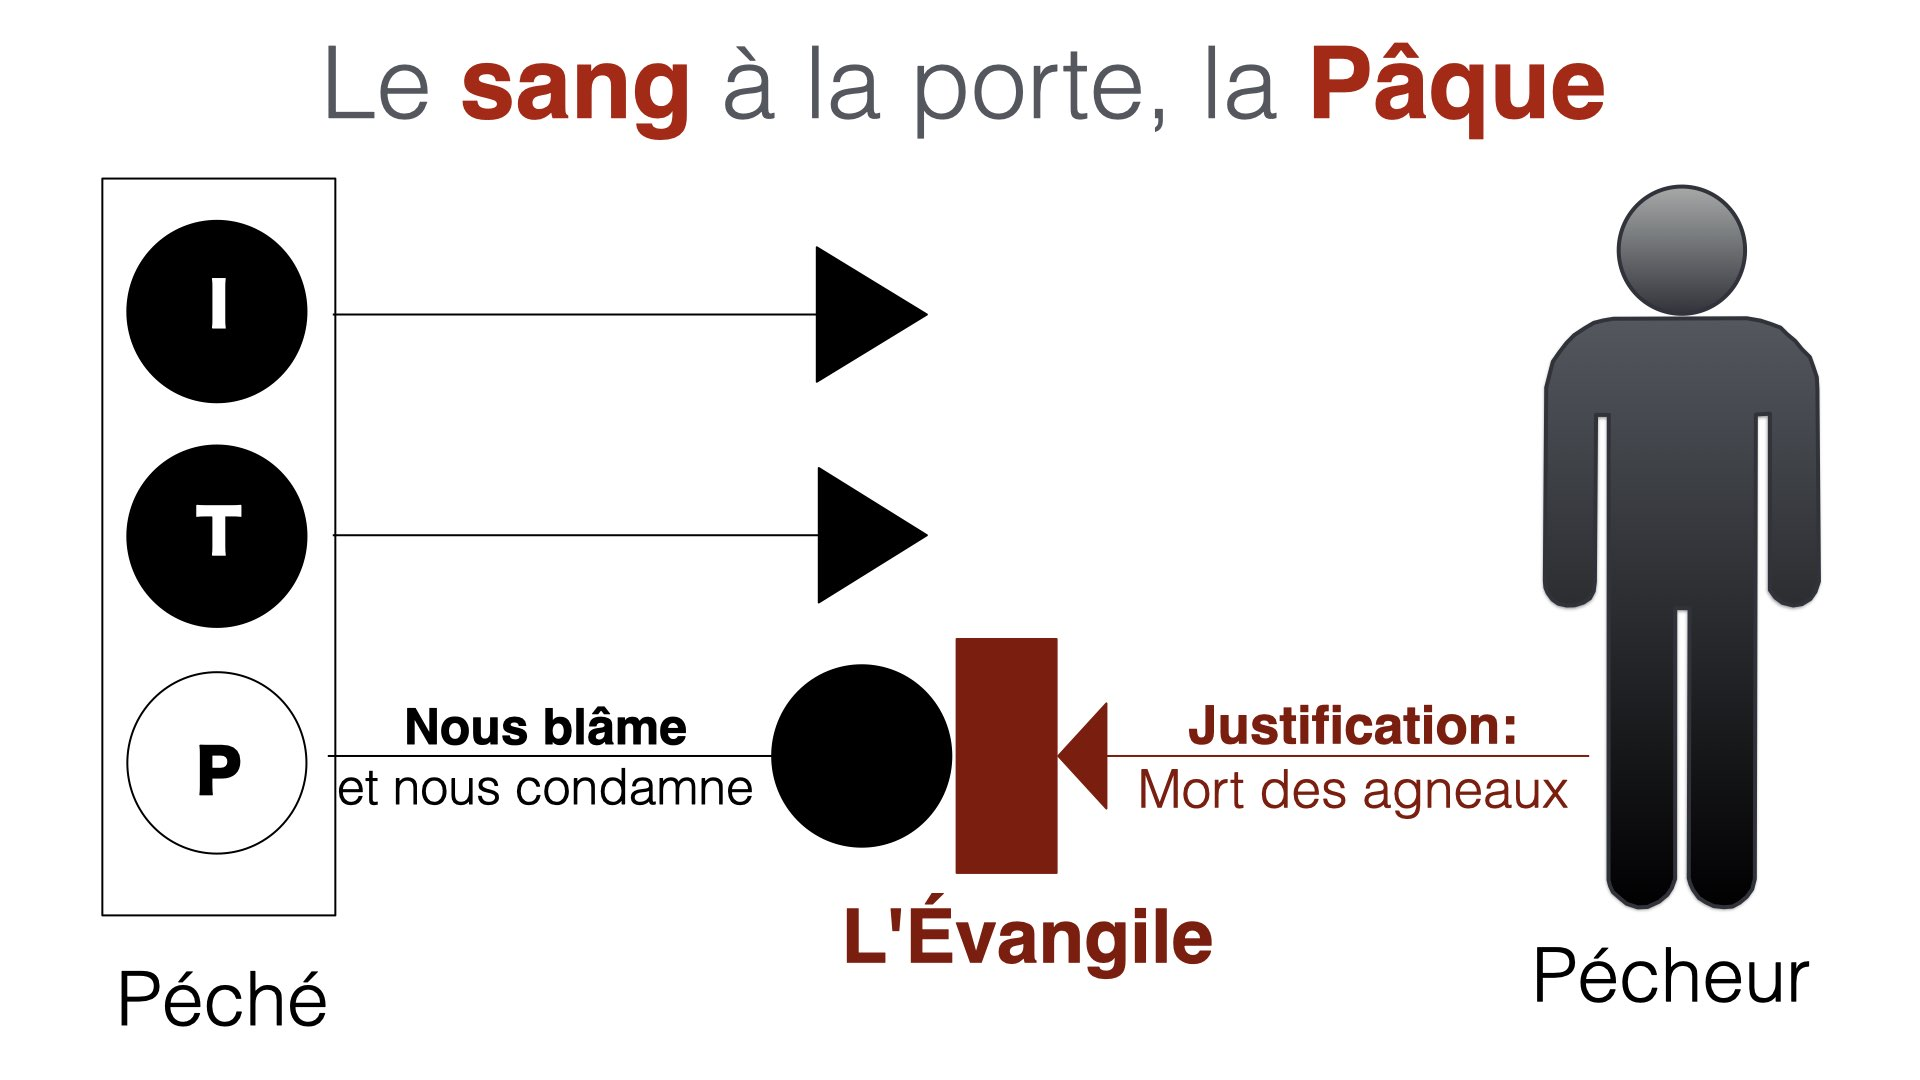 Le sang à la porte, la Pâque
I
T
P
Nous blâme
et nous condamne
Justification:
Mort des agneaux
L'Évangile
Péché
Pécheur